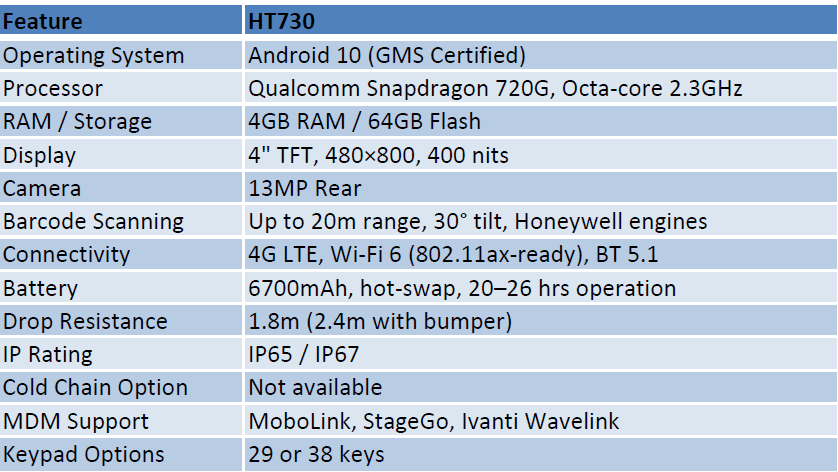 Feature HT730
Operating System Android 10 (GMS Certified)
Processor Qualcomm Snapdragon 720G, Octa-core 2.3GHz
RAM / Storage 4GB RAM / 64GB Flash
Display 4" TFT, 480×800, 400 nits
Camera 13MP Rear
Barcode Scanning Up to 20m range, 30° tilt, Honeywell engines
Connectivity 4G LTE, Wi-Fi 6 (802.11ax-ready), BT 5.1
Battery 6700mAh, hot-swap, 20–26 hrs operation
Drop Resistance 1.8m (2.4m with bumper)
IP Rating IP65 / IP67
Cold Chain Option Not available
MDM Support MoboLink, StageGo, Ivanti Wavelink
Keypad Options 29 or 38 keys